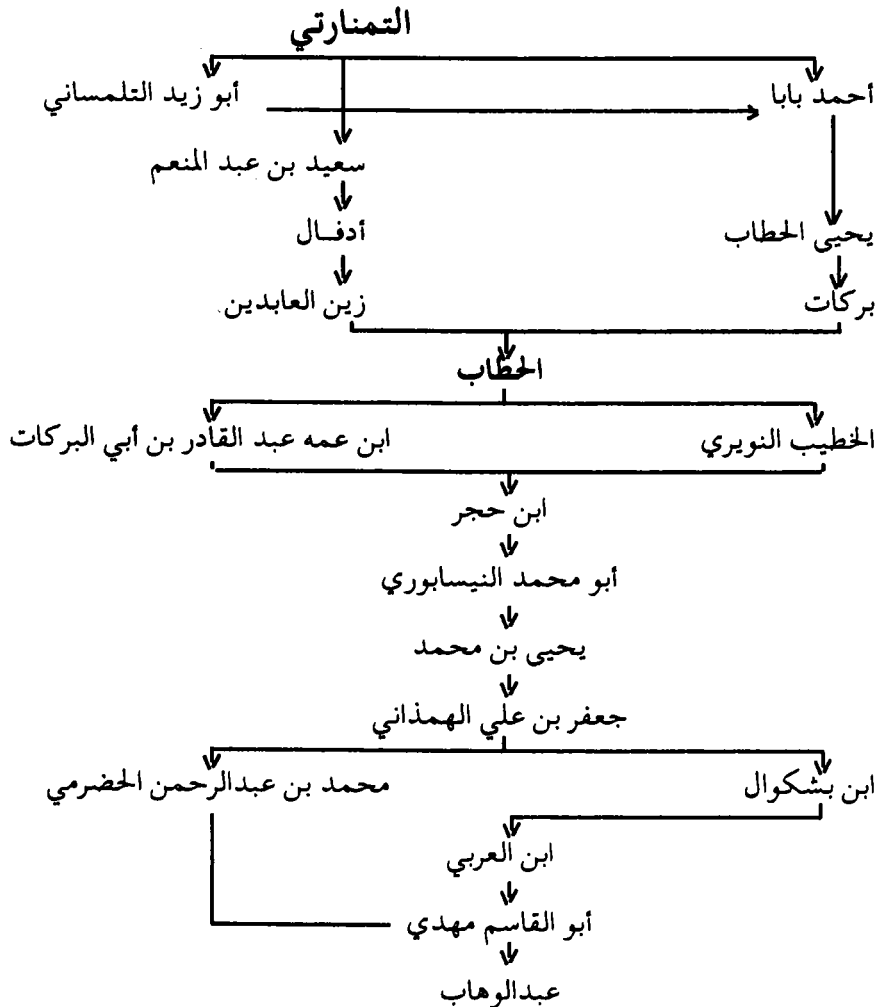 التمنارتي
أحمد بابا
أبو زيد التلمساني
سعيد بن عبد المنعم
يحيى الحطاب
أدفـال
بركات
زين العابدين
الحطاب
الخطيب النويري
ابن عمه عبد القادر بن أبي البركات
ابن حجر
أبو محمد النيسابوري
يحيى بن محمد
جعفر بن علي الهمذاني
ابن بشكوال
محمد بن عبدالرحمن الحضرمي
ابن العربي
أبو القاسم مهدي
عبدالوهاب